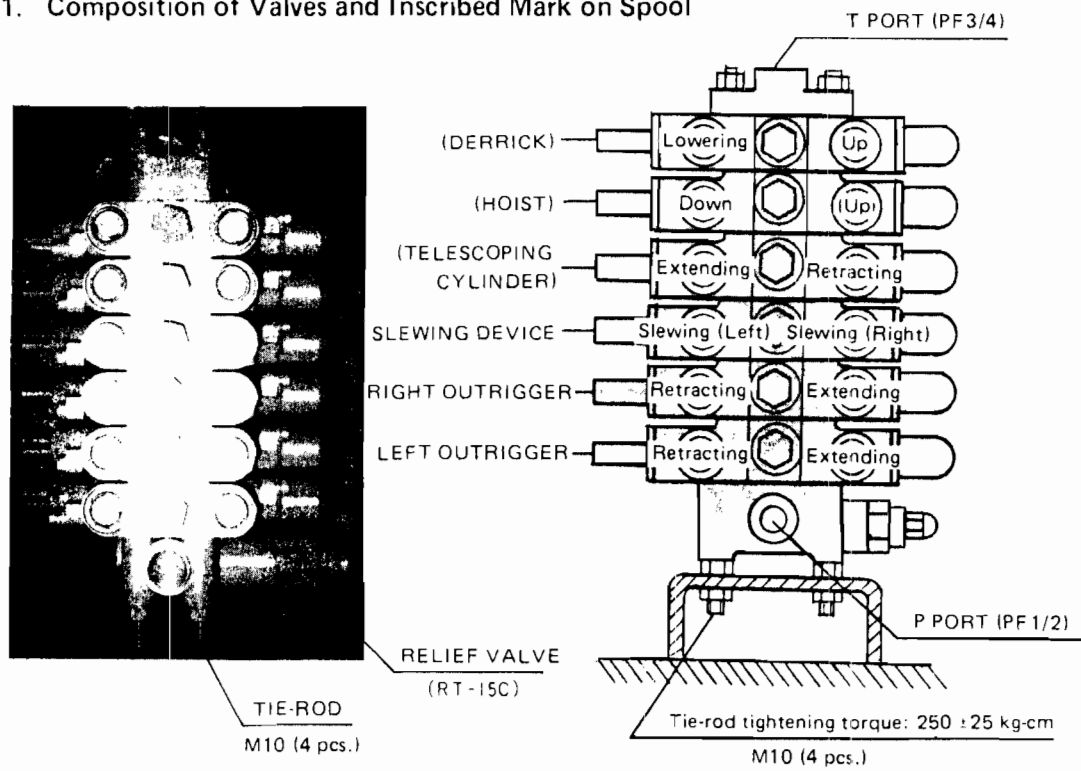 1. Composition of Valves and Inscribed Mark on Spool
T PORT (PF3/4)
(DERRICK)
Lowering
Up
(HOIST)
Down
(Up)
(TELESCOPING
CYLINDER)
Extending
Retracting
SLEWING DEVICE
Slewing (Left)
Slewing (Right)
RIGHT OUTRIGGER
Retracting
Extending
LEFT OUTRIGGER
Retracting
Extending
P PORT (PF1/2)
RELIEF VALVE
(RT-15C)
TIE-ROD
M10 (4 pcs.)
Tie-rod tightening torque: 250 ±25 kg-cm
M10 (4 pcs.)